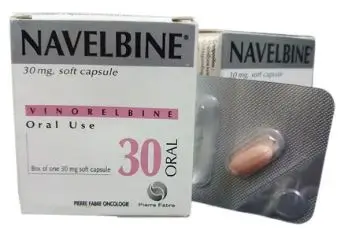 NAVELBINE®
30 mg, soft capsule
VINORELBINE
Oral Use
30 ORAL
Box of one 30 mg soft capsule
PIERRE FABRE ONCOLOGIE
Pierre Fabre
NAVELBINE
30 mg, soft capsule